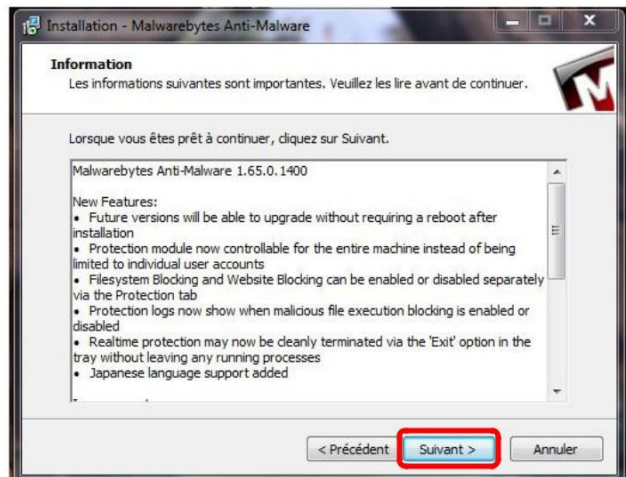 Installation - Malwarebytes Anti-Malware
Information
Les informations suivantes sont importantes. Veuillez les lire avant de continuer.
Lorsque vous êtes prêt à continuer, cliquez sur Suivant.
Malwarebytes Anti-Malware 1.65.0.1400
New Features:
• Future versions will be able to upgrade without requiring a reboot after
installation
• Protection module now controllable for the entire machine instead of being
limited to individual user accounts
• Filesystem Blocking and Website Blocking can be enabled or disabled separately
via the Protection tab
• Protection logs now show when malicious file execution blocking is enabled or
disabled
• Realtime protection may now be cleanly terminated via the 'Exit' option in the
tray without leaving any running processes
• Japanese language support added
< Précédent
Suivant >
Annuler